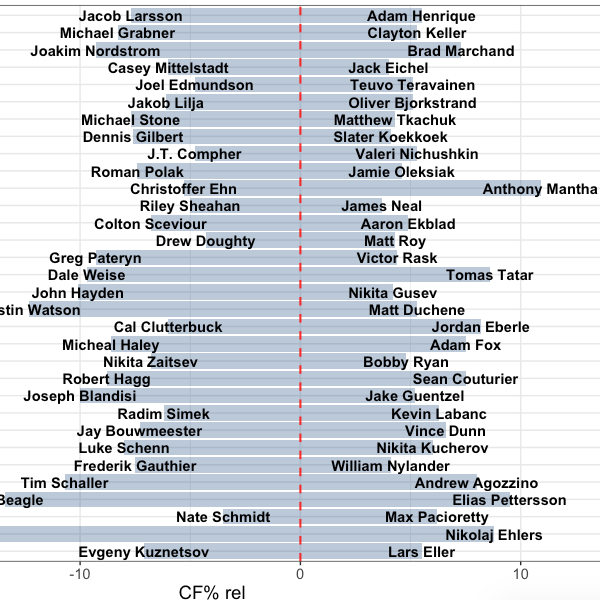 Jacob Larsson Adam Henrique
Michael Grabner Clayton Keller
Joakim Nordstrom Brad Marchand
Casey Mittelstadt Jack Eichel
Joel Edmundson Teuvo Teravainen
Jakob Lilja Oliver Bjorkstrand
Michael Stone Matthew Tkachuk
Dennis Gilbert Slater Koekkoek
J.T. Compher Valeri Nichushkin
Roman Polak Jamie Oleksiak
Christoffer Ehn Anthony Mantha
Riley Sheahan James Neal
Colton Sceviour Aaron Ekblad
Drew Doughty Matt Roy
Greg Pateryn Victor Rask
Dale Weise Tomas Tatar
John Hayden Nikita Gusev
stin Watson Matt Duchene
Cal Clutterbuck Jordan Eberle
Micheal Haley Adam Fox
Nikita Zaitsev Bobby Ryan
Robert Hagg Sean Couturier
Joseph Blandisi Jake Guentzel
Radim Simek Kevin Labanc
Jay Bouwmeester Vince Dunn
Luke Schenn Nikita Kucherov
Frederik Gauthier William Nylander
Tim Schaller Andrew Agozzino
Beagle Elias Pettersson
Nate Schmidt Max Pacioretty
Nikolaj Ehlers
Evgeny Kuznetsov Lars Eller
-10 0 10
CF% rel